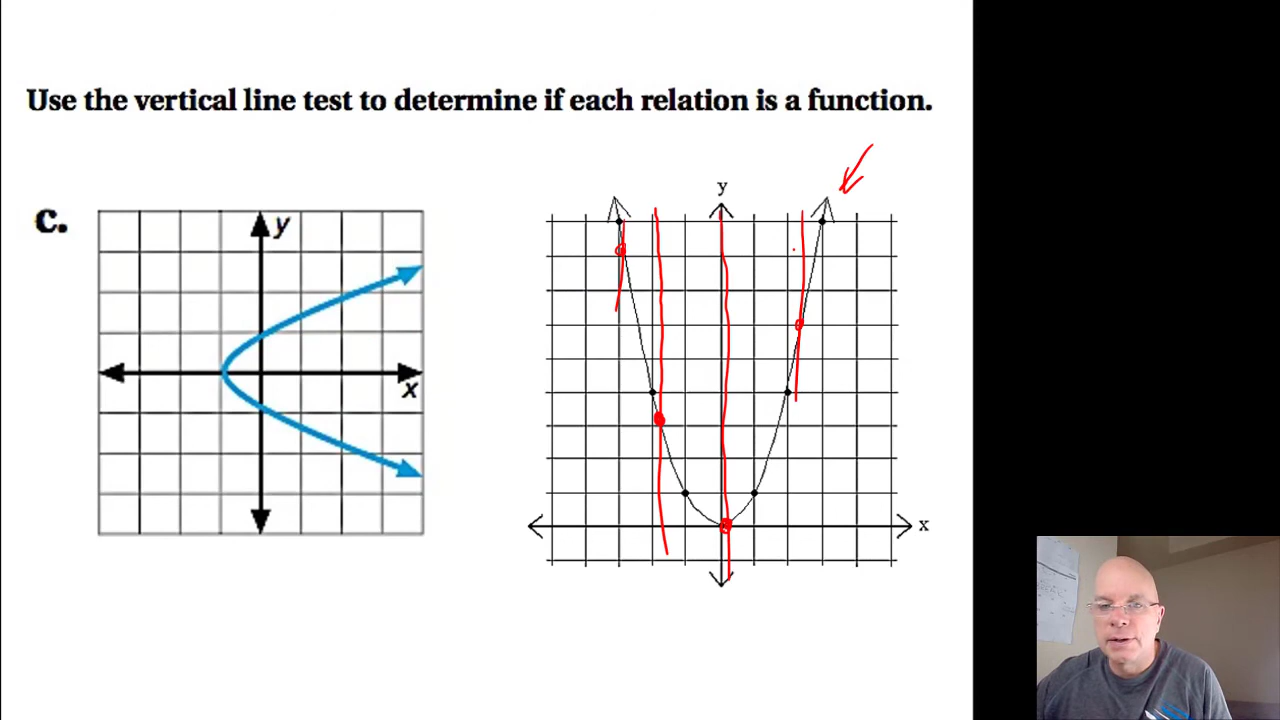 Use the vertical line test to determine if each relation is a function.
c.
y
x
y
x